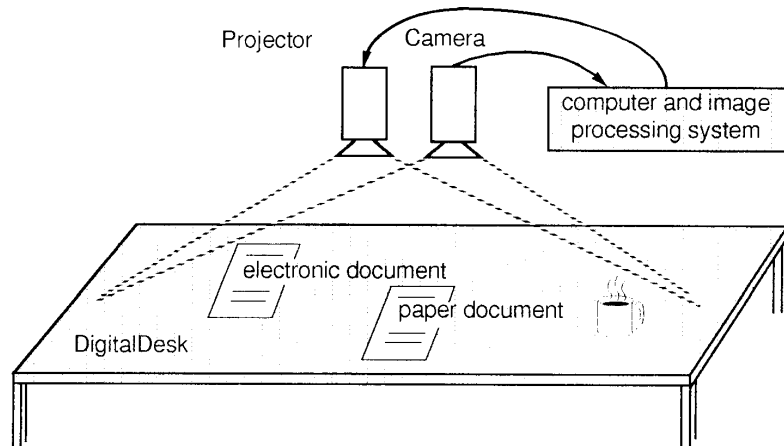 Projector
Camera
computer and image
processing system
electronic document
paper document
DigitalDesk